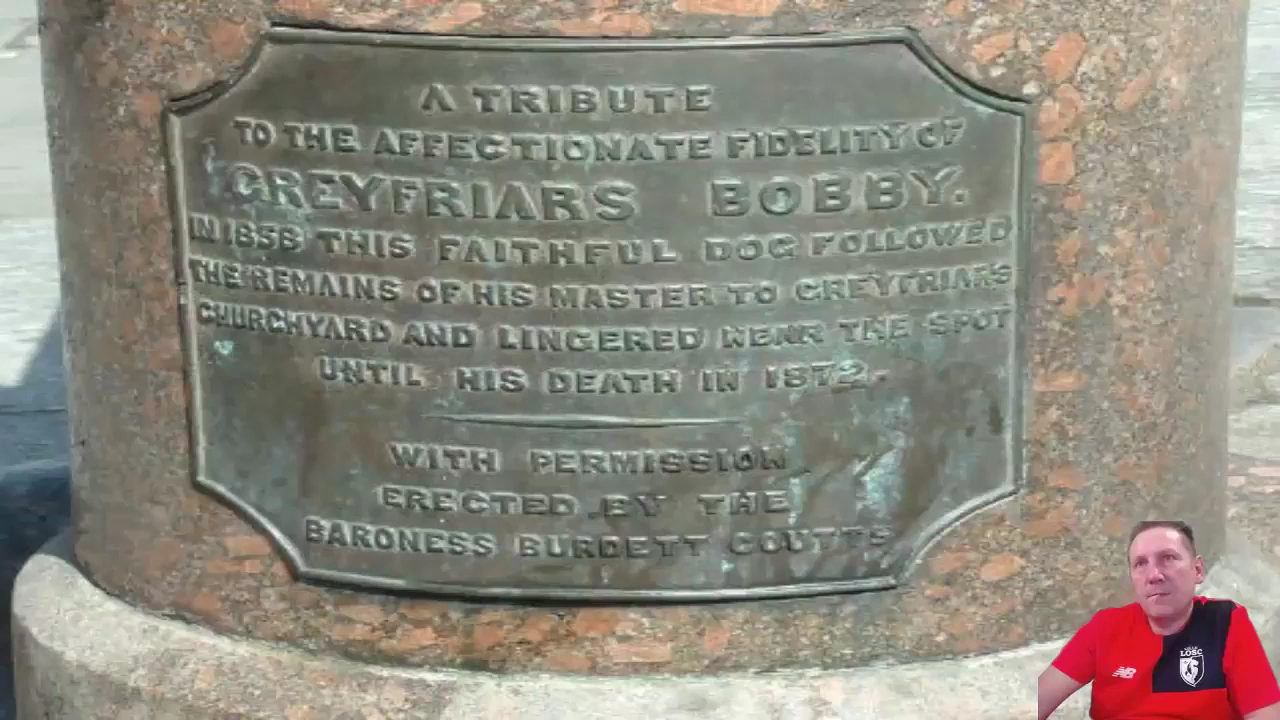 A TRIBUTE
TO THE AFFECTIONATE FIDELITY OF
GREYFRIARS BOBBY.
IN 1858 THIS FAITHFUL DOG FOLLOWED
THE REMAINS OF HIS MASTER TO GREYFRIARS
CHURCHYARD AND LINGERED NEAR THE SPOT
UNTIL HIS DEATH IN 1872.
WITH PERMISSION
ERECTED BY THE
BARONESS BURDETT COUTTS
LOSC
NB